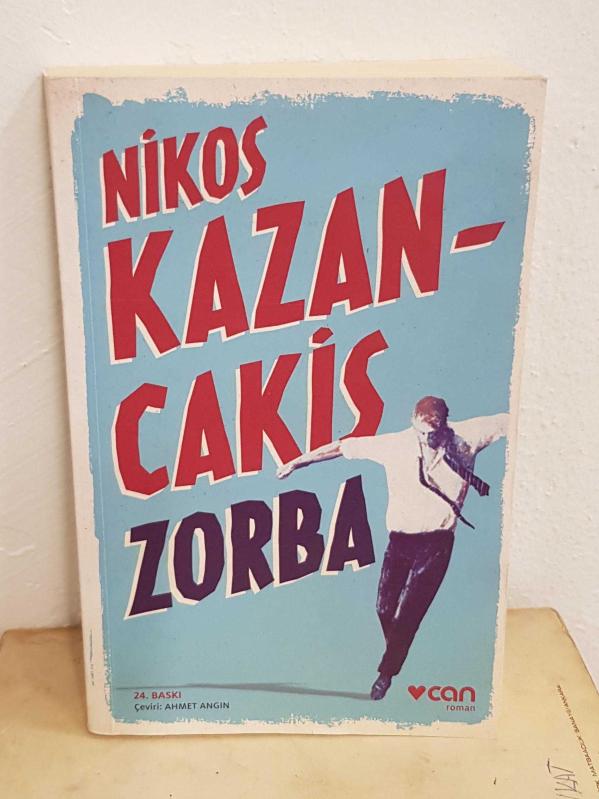 NİKOS
KAZAN-
CAKİS
ZORBA
24. BASKI
Çeviri: AHMET ANGIN
can
roman